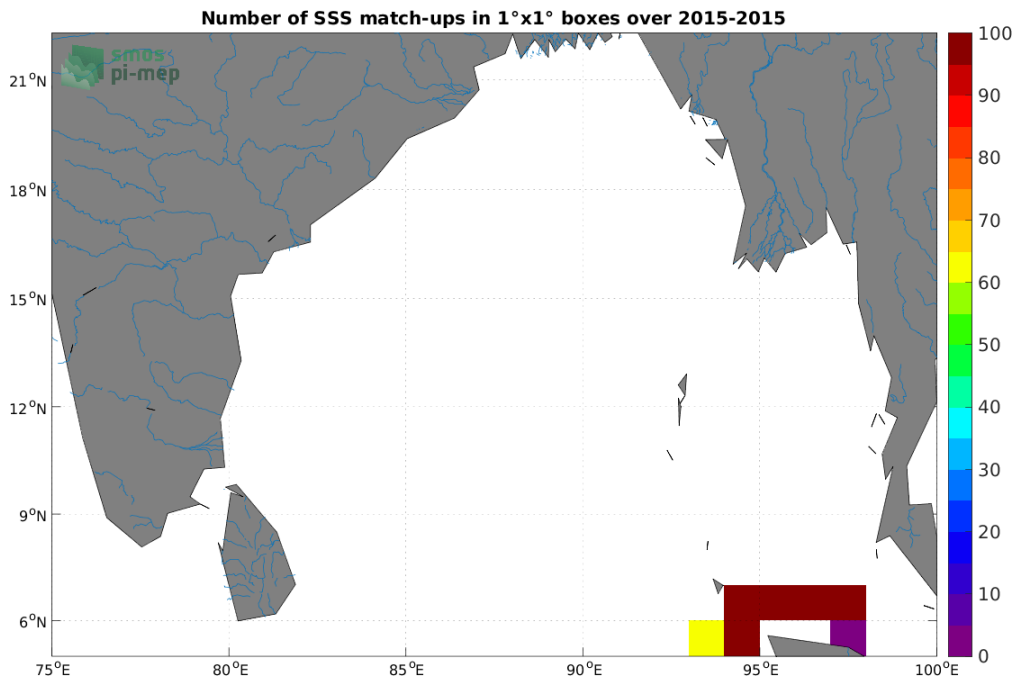 Number of SSS match-ups in 1°x1° boxes over 2015-2015
smos
pi-mep
21°N
18°N
15°N
12°N
9°N
6°N
75°E
80°E
85°E
90°E
95°E
100°E
100
90
80
70
60
50
40
30
20
10
0